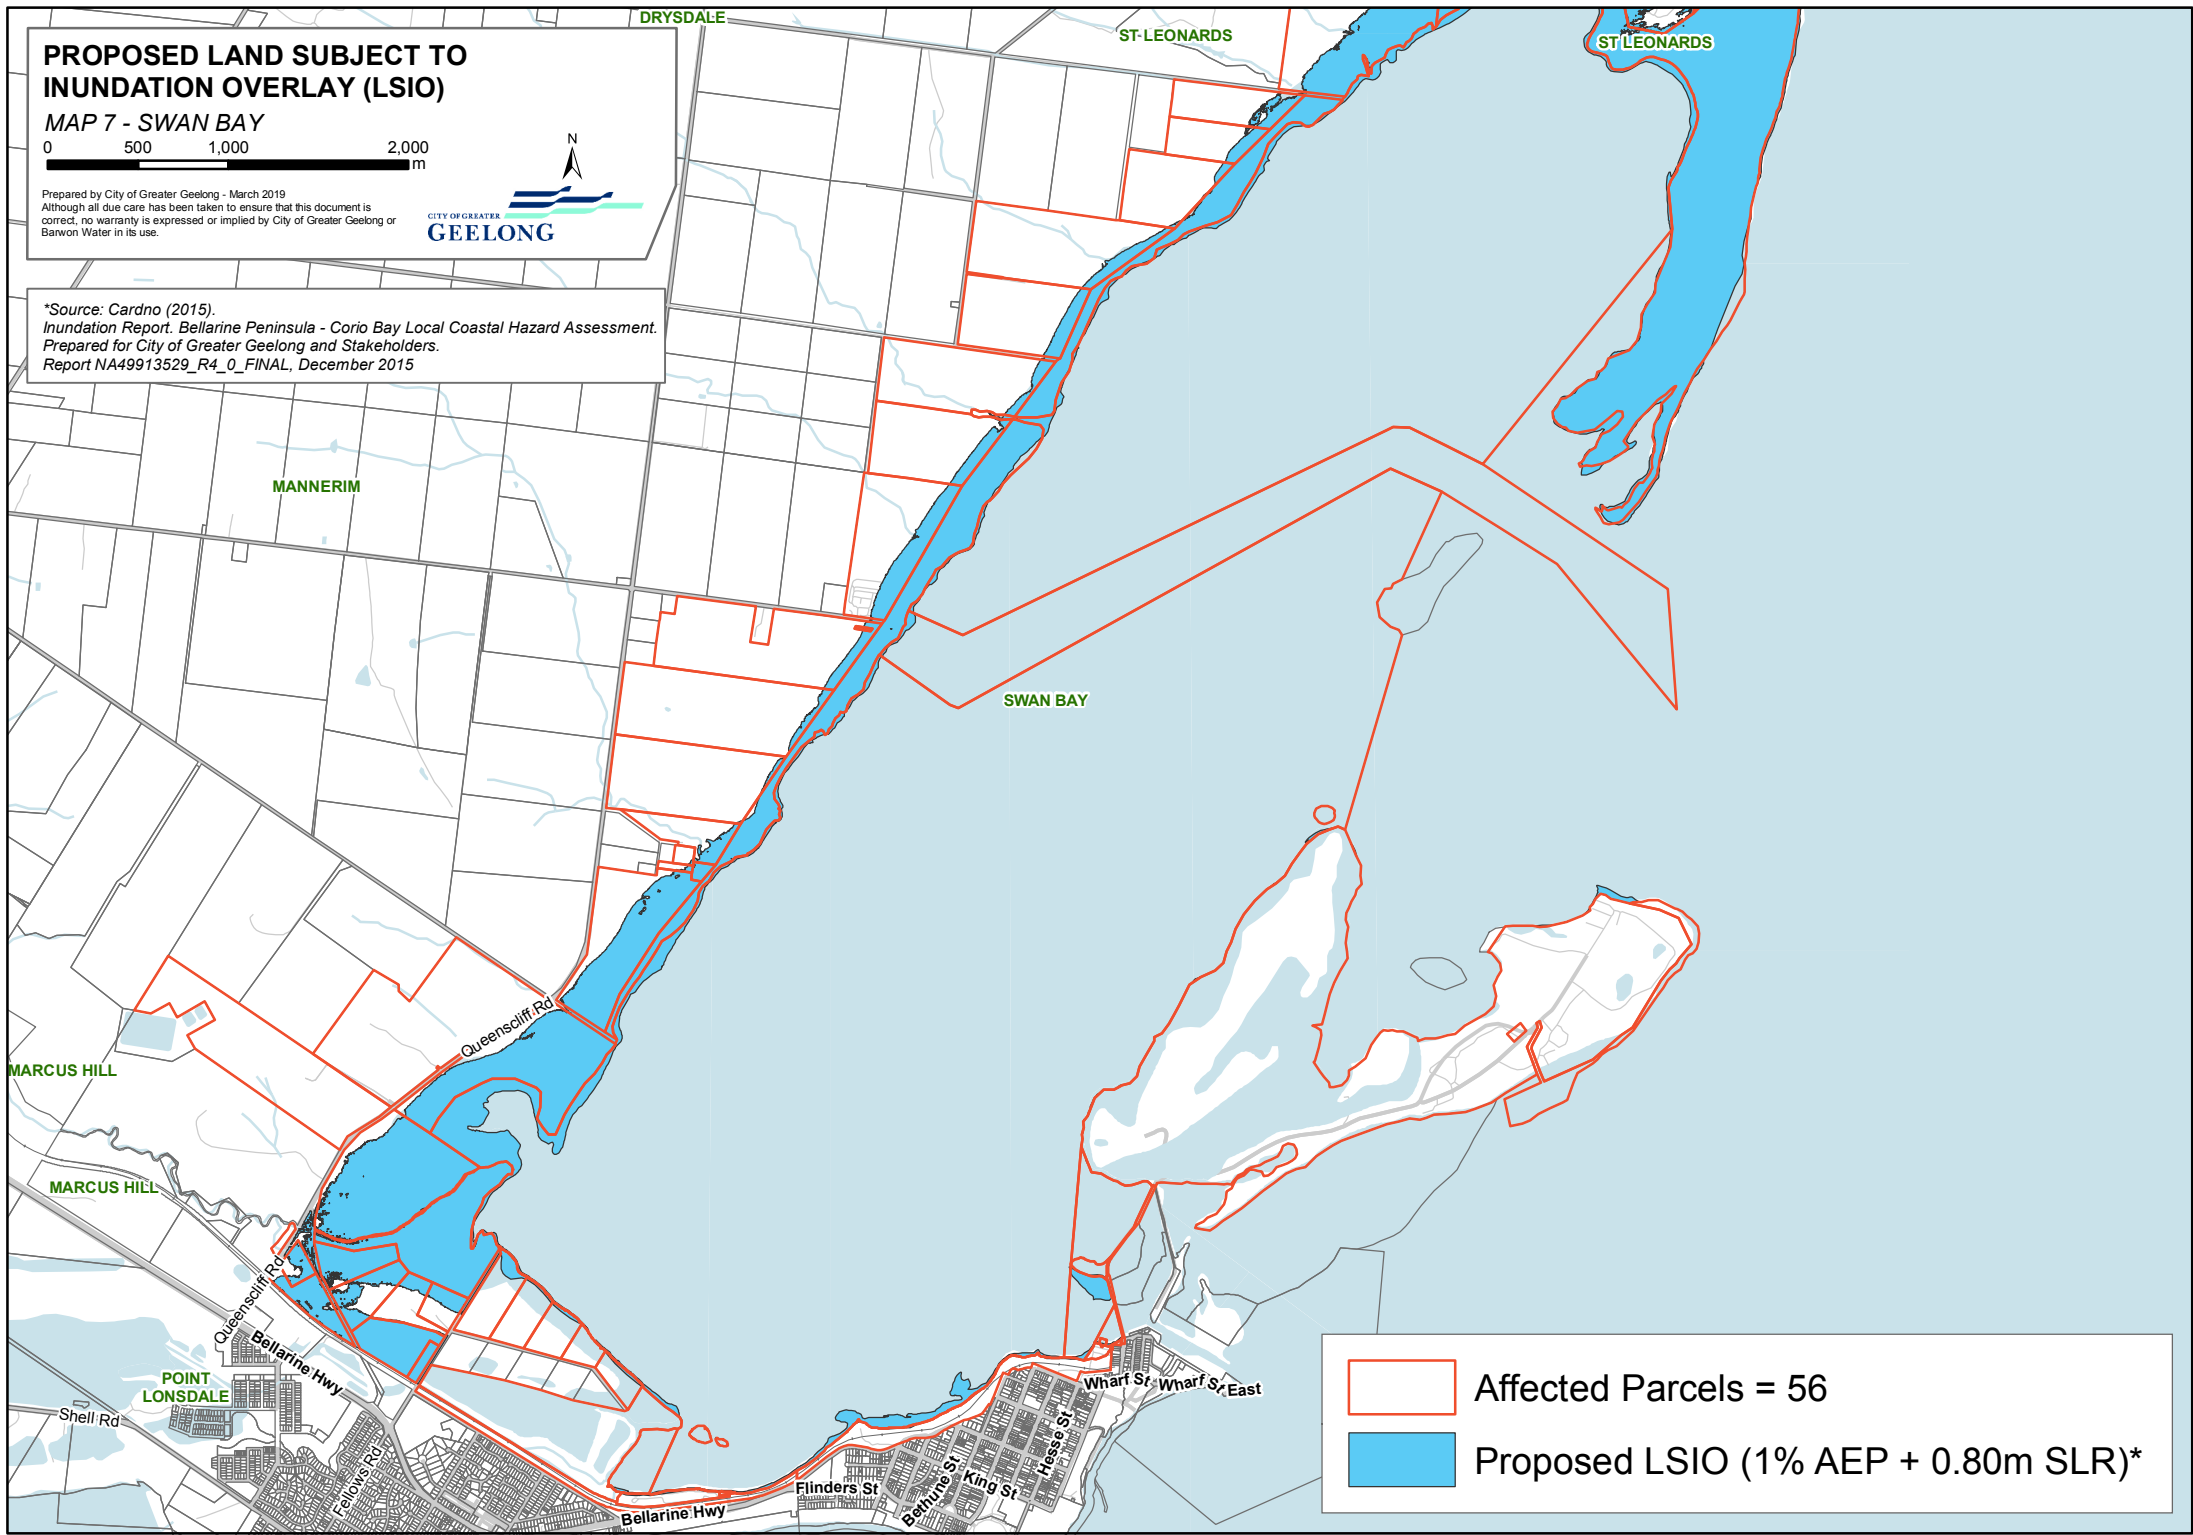 PROPOSED LAND SUBJECT TO
INUNDATION OVERLAY (LSIO)
MAP 7 - SWAN BAY
0 500 1,000 2,000
m
N
Prepared by City of Greater Geelong - March 2019
Although all due care has been taken to ensure that this document is
correct, no warranty is expressed or implied by City of Greater Geelong or
Barwon Water in its use.
CITY OF GREATER
GEELONG
*Source: Cardno (2015).
Inundation Report. Bellarine Peninsula - Corio Bay Local Coastal Hazard Assessment.
Prepared for City of Greater Geelong and Stakeholders.
Report NA49913529_R4_0_FINAL, December 2015
DRYSDALE
ST LEONARDS
ST LEONARDS
MANNERIM
SWAN BAY
Queenscliff Rd
MARCUS HILL
MARCUS HILL
Queenscliff Rd
Bellarine Hwy
POINT
LONSDALE
Shell Rd
Fellows Rd
Bellarine Hwy
Flinders St
Bethune St
King St
Hesse St
Wharf St
Wharf St East
Affected Parcels = 56
Proposed LSIO (1% AEP + 0.80m SLR)*